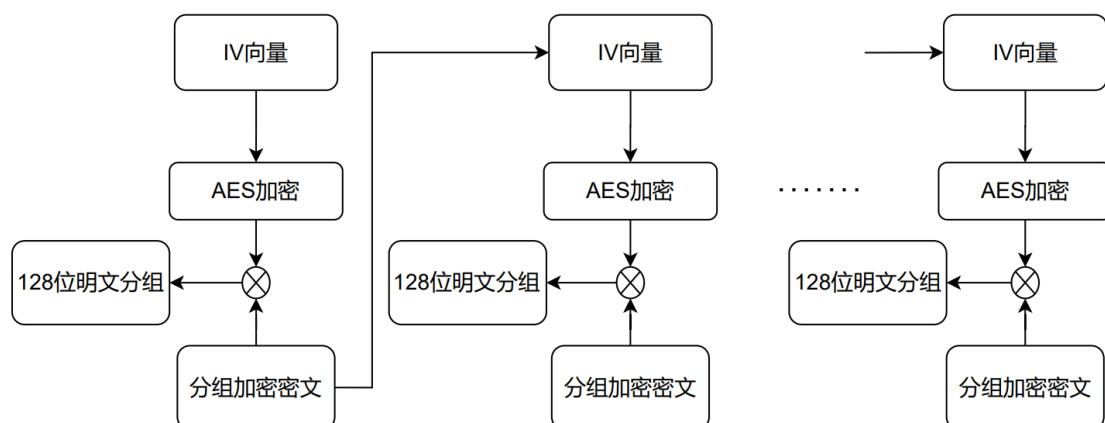 IV向量
IV向量
IV向量
AES加密
AES加密
.......
AES加密
128位明文分组
128位明文分组
128位明文分组
分组加密密文
分组加密密文
分组加密密文